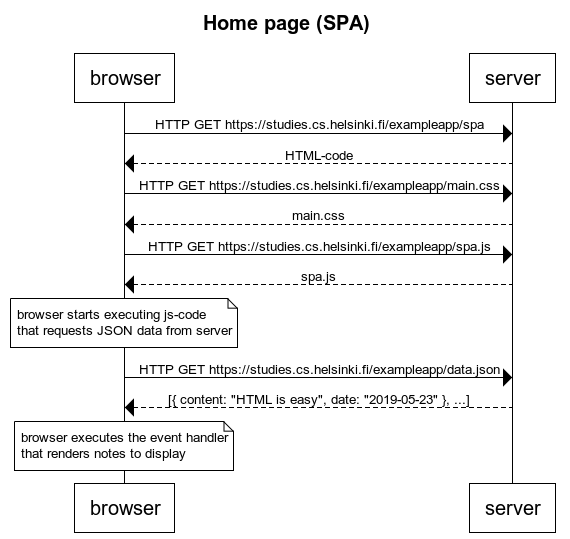 Home page (SPA)
browser
server
HTTP GET https://studies.cs.helsinki.fi/exampleapp/spa
HTML-code
HTTP GET https://studies.cs.helsinki.fi/exampleapp/main.css
main.css
HTTP GET https://studies.cs.helsinki.fi/exampleapp/spa.js
spa.js
browser starts executing js-code
that requests JSON data from server
HTTP GET https://studies.cs.helsinki.fi/exampleapp/data.json
[{ content: "HTML is easy", date: "2019-05-23" }, ...]
browser executes the event handler
that renders notes to display
browser
server